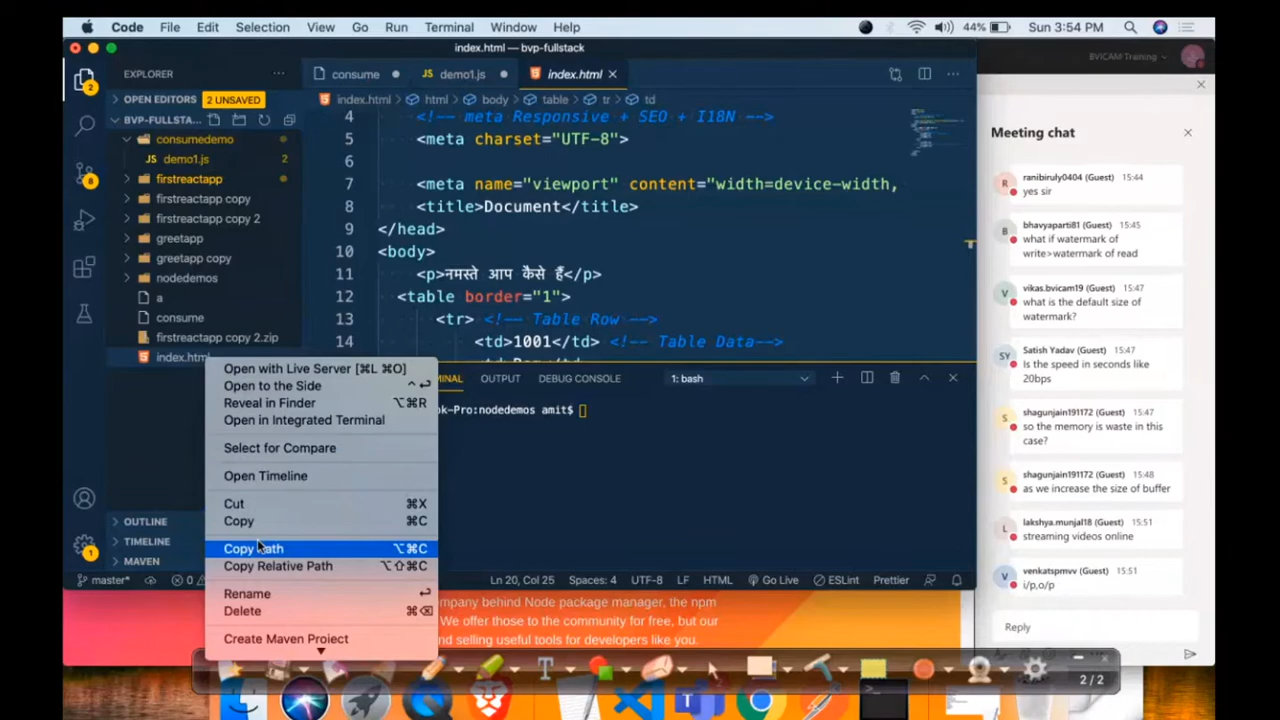 Code File Edit Selection View Go Run Terminal Window Help
44% Sun 3:54 PM
index.html — bvp-fullstack
BVICAM-Training
EXPLORER
consume
demo1.js
index.html
OPEN EDITORS 2 UNSAVED
index.html html body table tr td
BVP-FULLST...
consumedemo
demo1.js 2
firstreactapp
firstreactapp copy
firstreactapp copy 2
greetapp
greetapp copy
nodedemos
a
consume
firstreactapp copy 2.zip
index.html
2
8
1
4 <!-- meta Responsive + SEO + I18N -->
5 <meta charset="UTF-8">
6
7 <meta name="viewport" content="width=device-width,
8 <title>Document</title>
9 </head>
10 <body>
11 <p>नमस्ते आप कैसे हैं</p>
12 <table border="1">
13 <tr> <!-- Table Row -->
14 <td>1001</td> <!-- Table Data-->
MINAL OUTPUT DEBUG CONSOLE 1: bash
ok-Pro:nodedemos amit$
Open with Live Server [⌘L ⌘O]
Open to the Side ⌃↩
Reveal in Finder ⌥⌘R
Open in Integrated Terminal
Select for Compare
Open Timeline
Cut ⌘X
Copy ⌘C
Copy Path ⌥⌘C
Copy Relative Path ⌥⇧⌘C
Rename ↩
Delete ⌘⌫
Create Maven Project
OUTLINE
TIMELINE
MAVEN
master* 0 Ln 20, Col 25 Spaces: 4 UTF-8 LF HTML Go Live ESLint Prettier
ompany behind Node package manager, the npm
We offer those to the community for free, but our
nd selling useful tools for developers like you.
Meeting chat
R ranibiruly0404 (Guest) 15:44
yes sir
B bhavyaparti81 (Guest) 15:45
what if watermark of
write>watermark of read
V vikas.bvicam19 (Guest) 15:47
what is the default size of
watermark?
SY Satish Yadav (Guest) 15:47
Is the speed in seconds like
20bps
S shagunjain191172 (Guest) 15:47
so the memory is waste in this
case?
S shagunjain191172 (Guest) 15:48
as we increase the size of buffer
L lakshya.munjal18 (Guest) 15:51
streaming videos online
V venkatspmvv (Guest) 15:51
i/p,o/p
Reply
2 / 2